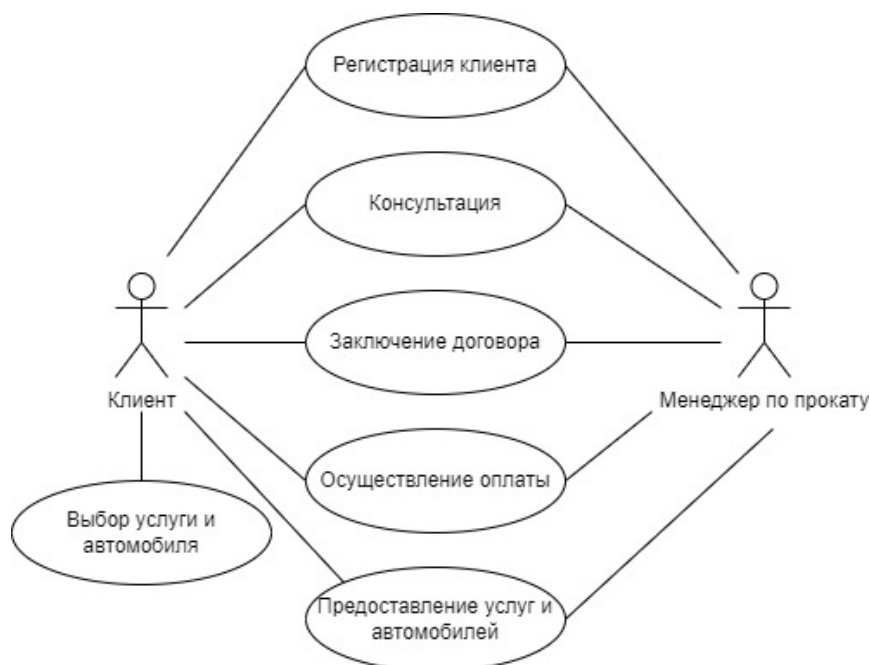 Регистрация клиента
Консультация
Заключение договора
Клиент
Менеджер по прокату
Осуществление оплаты
Выбор услуги и
автомобиля
Предоставление услуг и
автомобилей